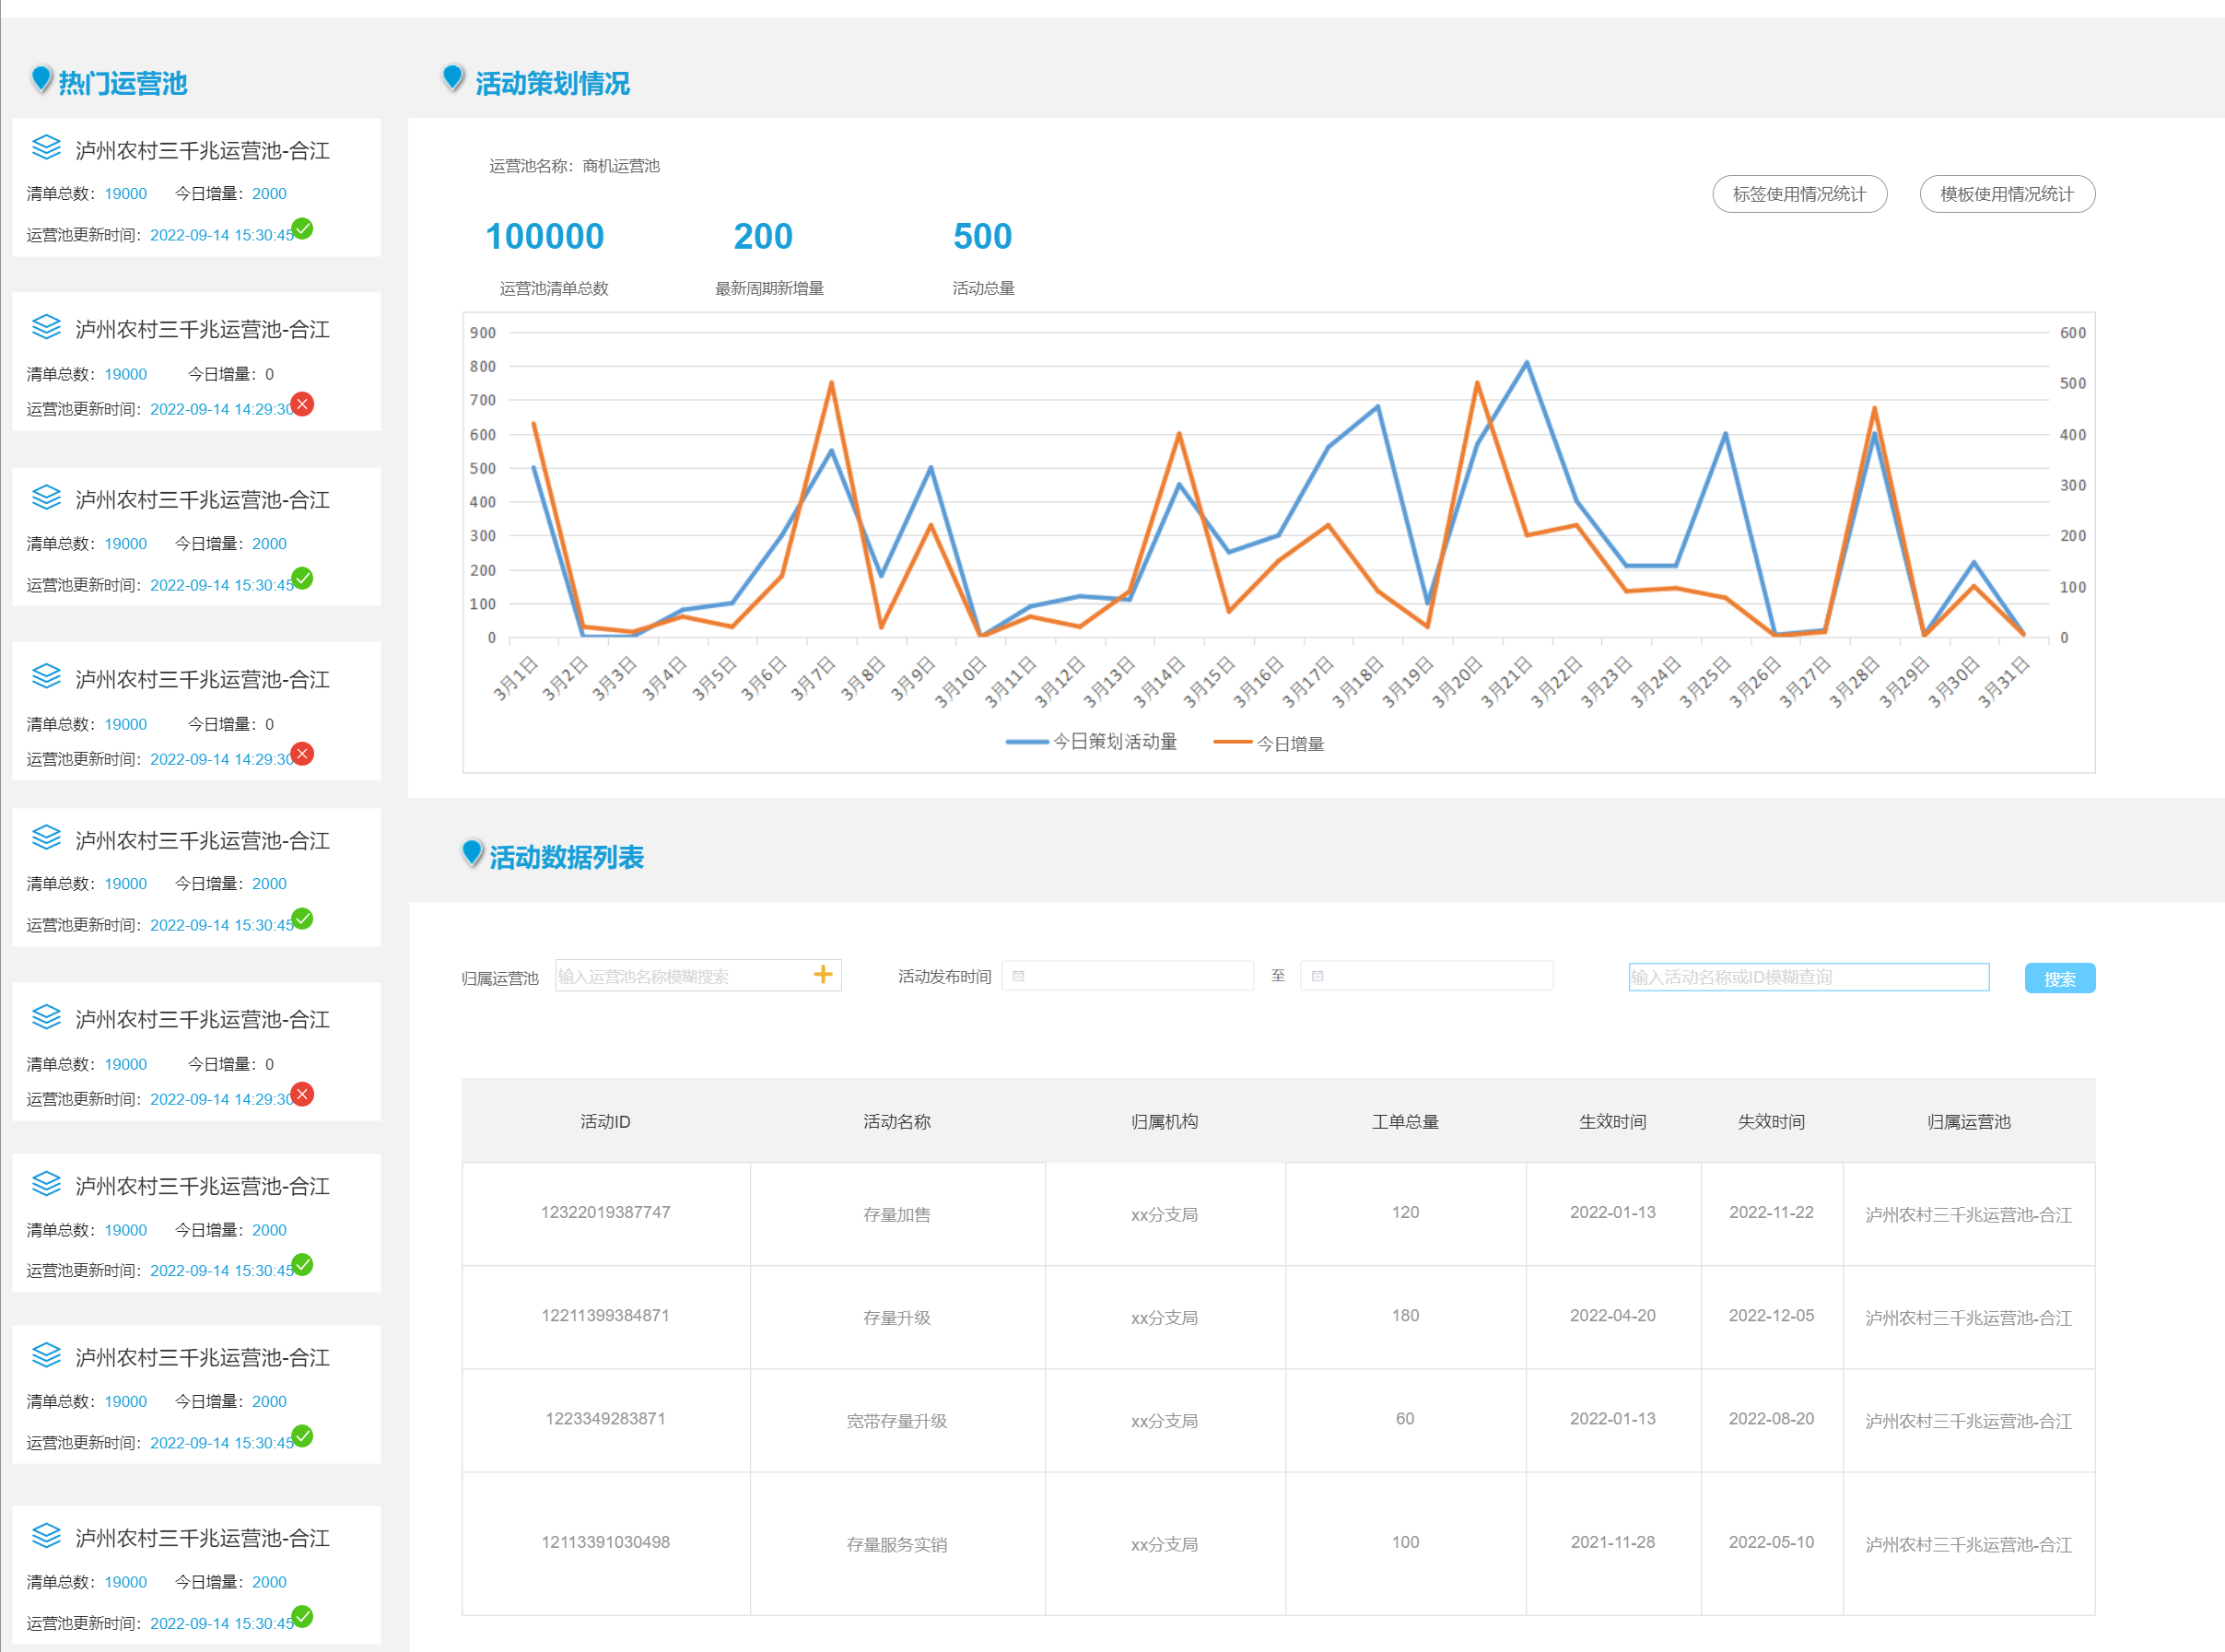 热门运营池
泸州农村三千兆运营池-合江
清单总数：19000 今日增量：2000
运营池更新时间：2022-09-14 15:30:45
泸州农村三千兆运营池-合江
清单总数：19000 今日增量：0
运营池更新时间：2022-09-14 14:29:30
泸州农村三千兆运营池-合江
清单总数：19000 今日增量：2000
运营池更新时间：2022-09-14 15:30:45
泸州农村三千兆运营池-合江
清单总数：19000 今日增量：0
运营池更新时间：2022-09-14 14:29:30
泸州农村三千兆运营池-合江
清单总数：19000 今日增量：2000
运营池更新时间：2022-09-14 15:30:45
泸州农村三千兆运营池-合江
清单总数：19000 今日增量：0
运营池更新时间：2022-09-14 14:29:30
泸州农村三千兆运营池-合江
清单总数：19000 今日增量：2000
运营池更新时间：2022-09-14 15:30:45
泸州农村三千兆运营池-合江
清单总数：19000 今日增量：2000
运营池更新时间：2022-09-14 15:30:45
泸州农村三千兆运营池-合江
清单总数：19000 今日增量：2000
运营池更新时间：2022-09-14 15:30:45
活动策划情况
运营池名称：商机运营池
标签使用情况统计 模板使用情况统计
100000 200 500
运营池清单总数 最新周期新增量 活动总量
900 600
800
700 500
600 400
500
400 300
300 200
200
100 100
0 0
3月1日 3月2日 3月3日 3月4日 3月5日 3月6日 3月7日 3月8日 3月9日 3月10日 3月11日 3月12日 3月13日 3月14日 3月15日 3月16日 3月17日 3月18日 3月19日 3月20日 3月21日 3月22日 3月23日 3月24日 3月25日 3月26日 3月27日 3月28日 3月29日 3月30日 3月31日
今日策划活动量 今日增量
活动数据列表
归属运营池 输入运营池名称模糊搜索 活动发布时间 至 输入活动名称或ID模糊查询 搜索
活动ID 活动名称 归属机构 工单总量 生效时间 失效时间 归属运营池
12322019387747 存量加售 xx分支局 120 2022-01-13 2022-11-22 泸州农村三千兆运营池-合江
12211399384871 存量升级 xx分支局 180 2022-04-20 2022-12-05 泸州农村三千兆运营池-合江
1223349283871 宽带存量升级 xx分支局 60 2022-01-13 2022-08-20 泸州农村三千兆运营池-合江
12113391030498 存量服务实销 xx分支局 100 2021-11-28 2022-05-10 泸州农村三千兆运营池-合江